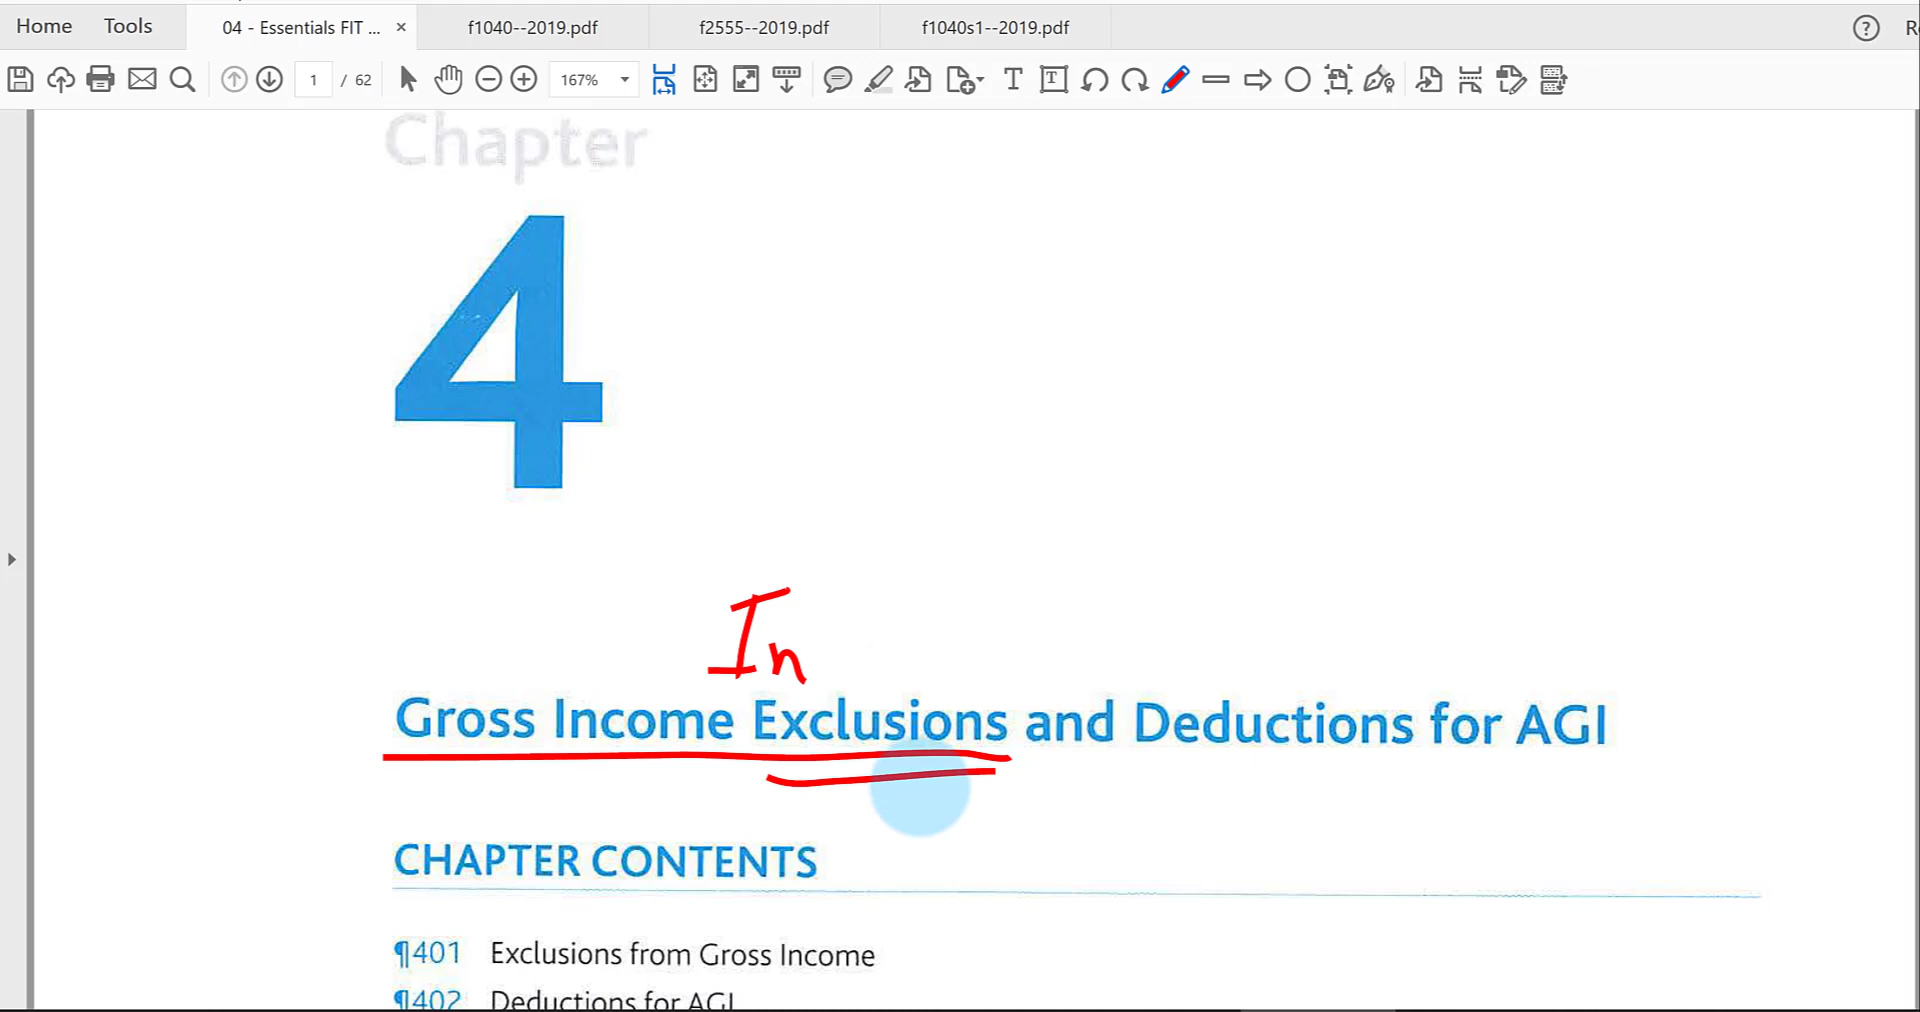 Home Tools 04 - Essentials FIT ... × f1040--2019.pdf f2555--2019.pdf f1040s1--2019.pdf ? R
1 / 62 167% T T
Chapter
4
In
Gross Income Exclusions and Deductions for AGI
CHAPTER CONTENTS
¶401 Exclusions from Gross Income
¶402 Deductions for AGI